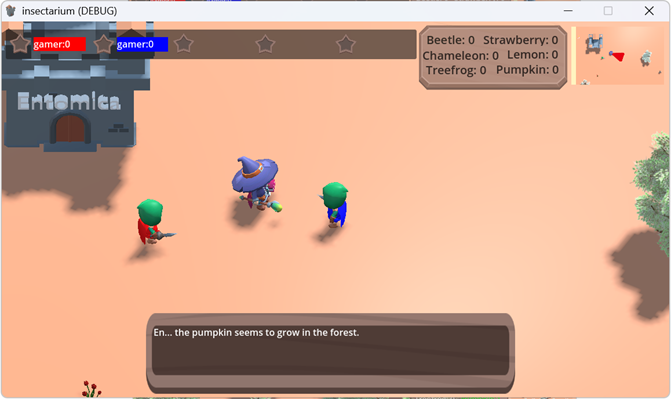 insectarium (DEBUG)
gamer:0
gamer:0
Beetle: 0 Strawberry: 0
Chameleon: 0 Lemon: 0
Treefrog: 0 Pumpkin: 0
Entomics
En... the pumpkin seems to grow in the forest.